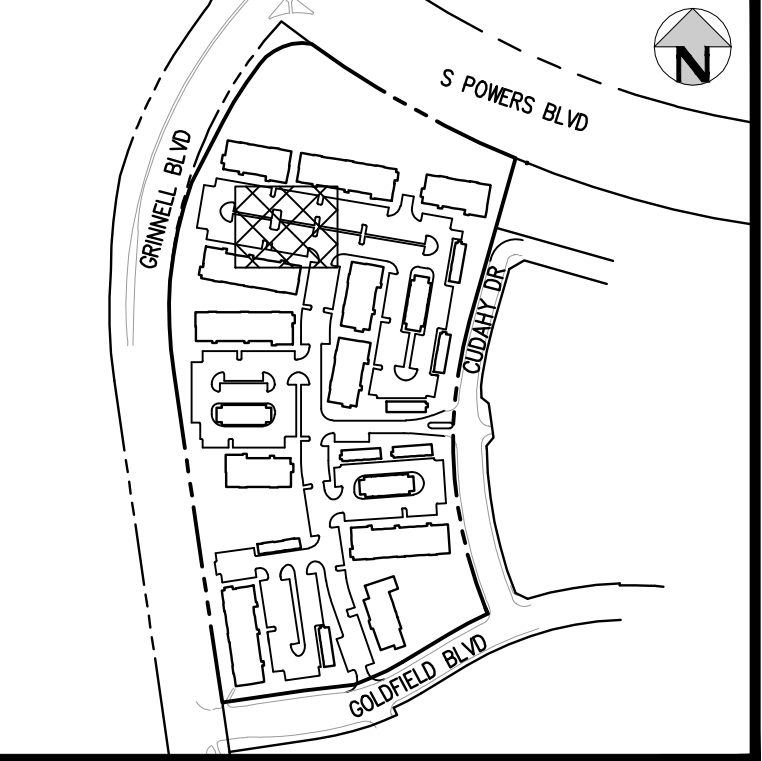 N
S POWERS BLVD
GRINNELL BLVD
CUDAHY DR
GOLDFIELD BLVD